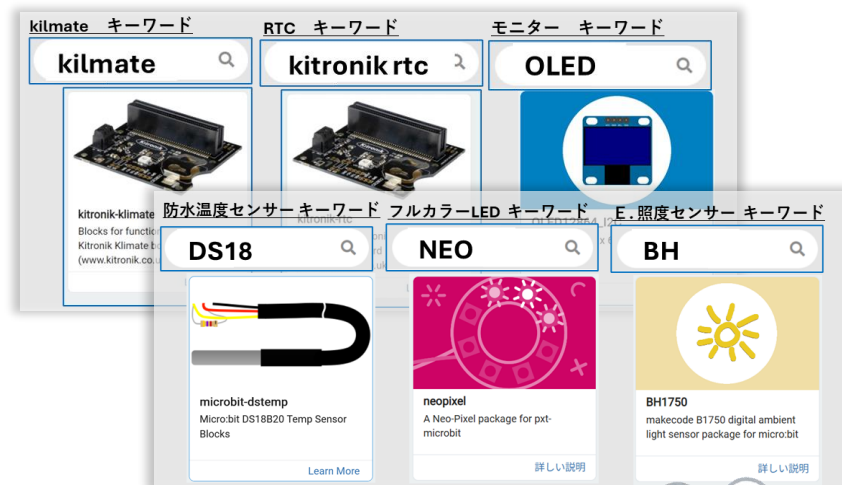 kilmate　キーワード
RTC　キーワード
モニター　キーワード
kilmate
kitronik rtc
OLED
kitronik-klimate
Blocks for functio
Kitronik Klimate b
(www.kitronik.co.u
kitronik-rtc
OLED12864_I2C
防水温度センサー キーワード
フルカラーLED キーワード
E．照度センサー キーワード
DS18
NEO
BH
microbit-dstemp
Micro:bit DS18B20 Temp Sensor
Blocks
Learn More
neopixel
A Neo-Pixel package for pxt-
microbit
詳しい説明
BH1750
makecode B1750 digital ambient
light sensor package for micro:bit
詳しい説明